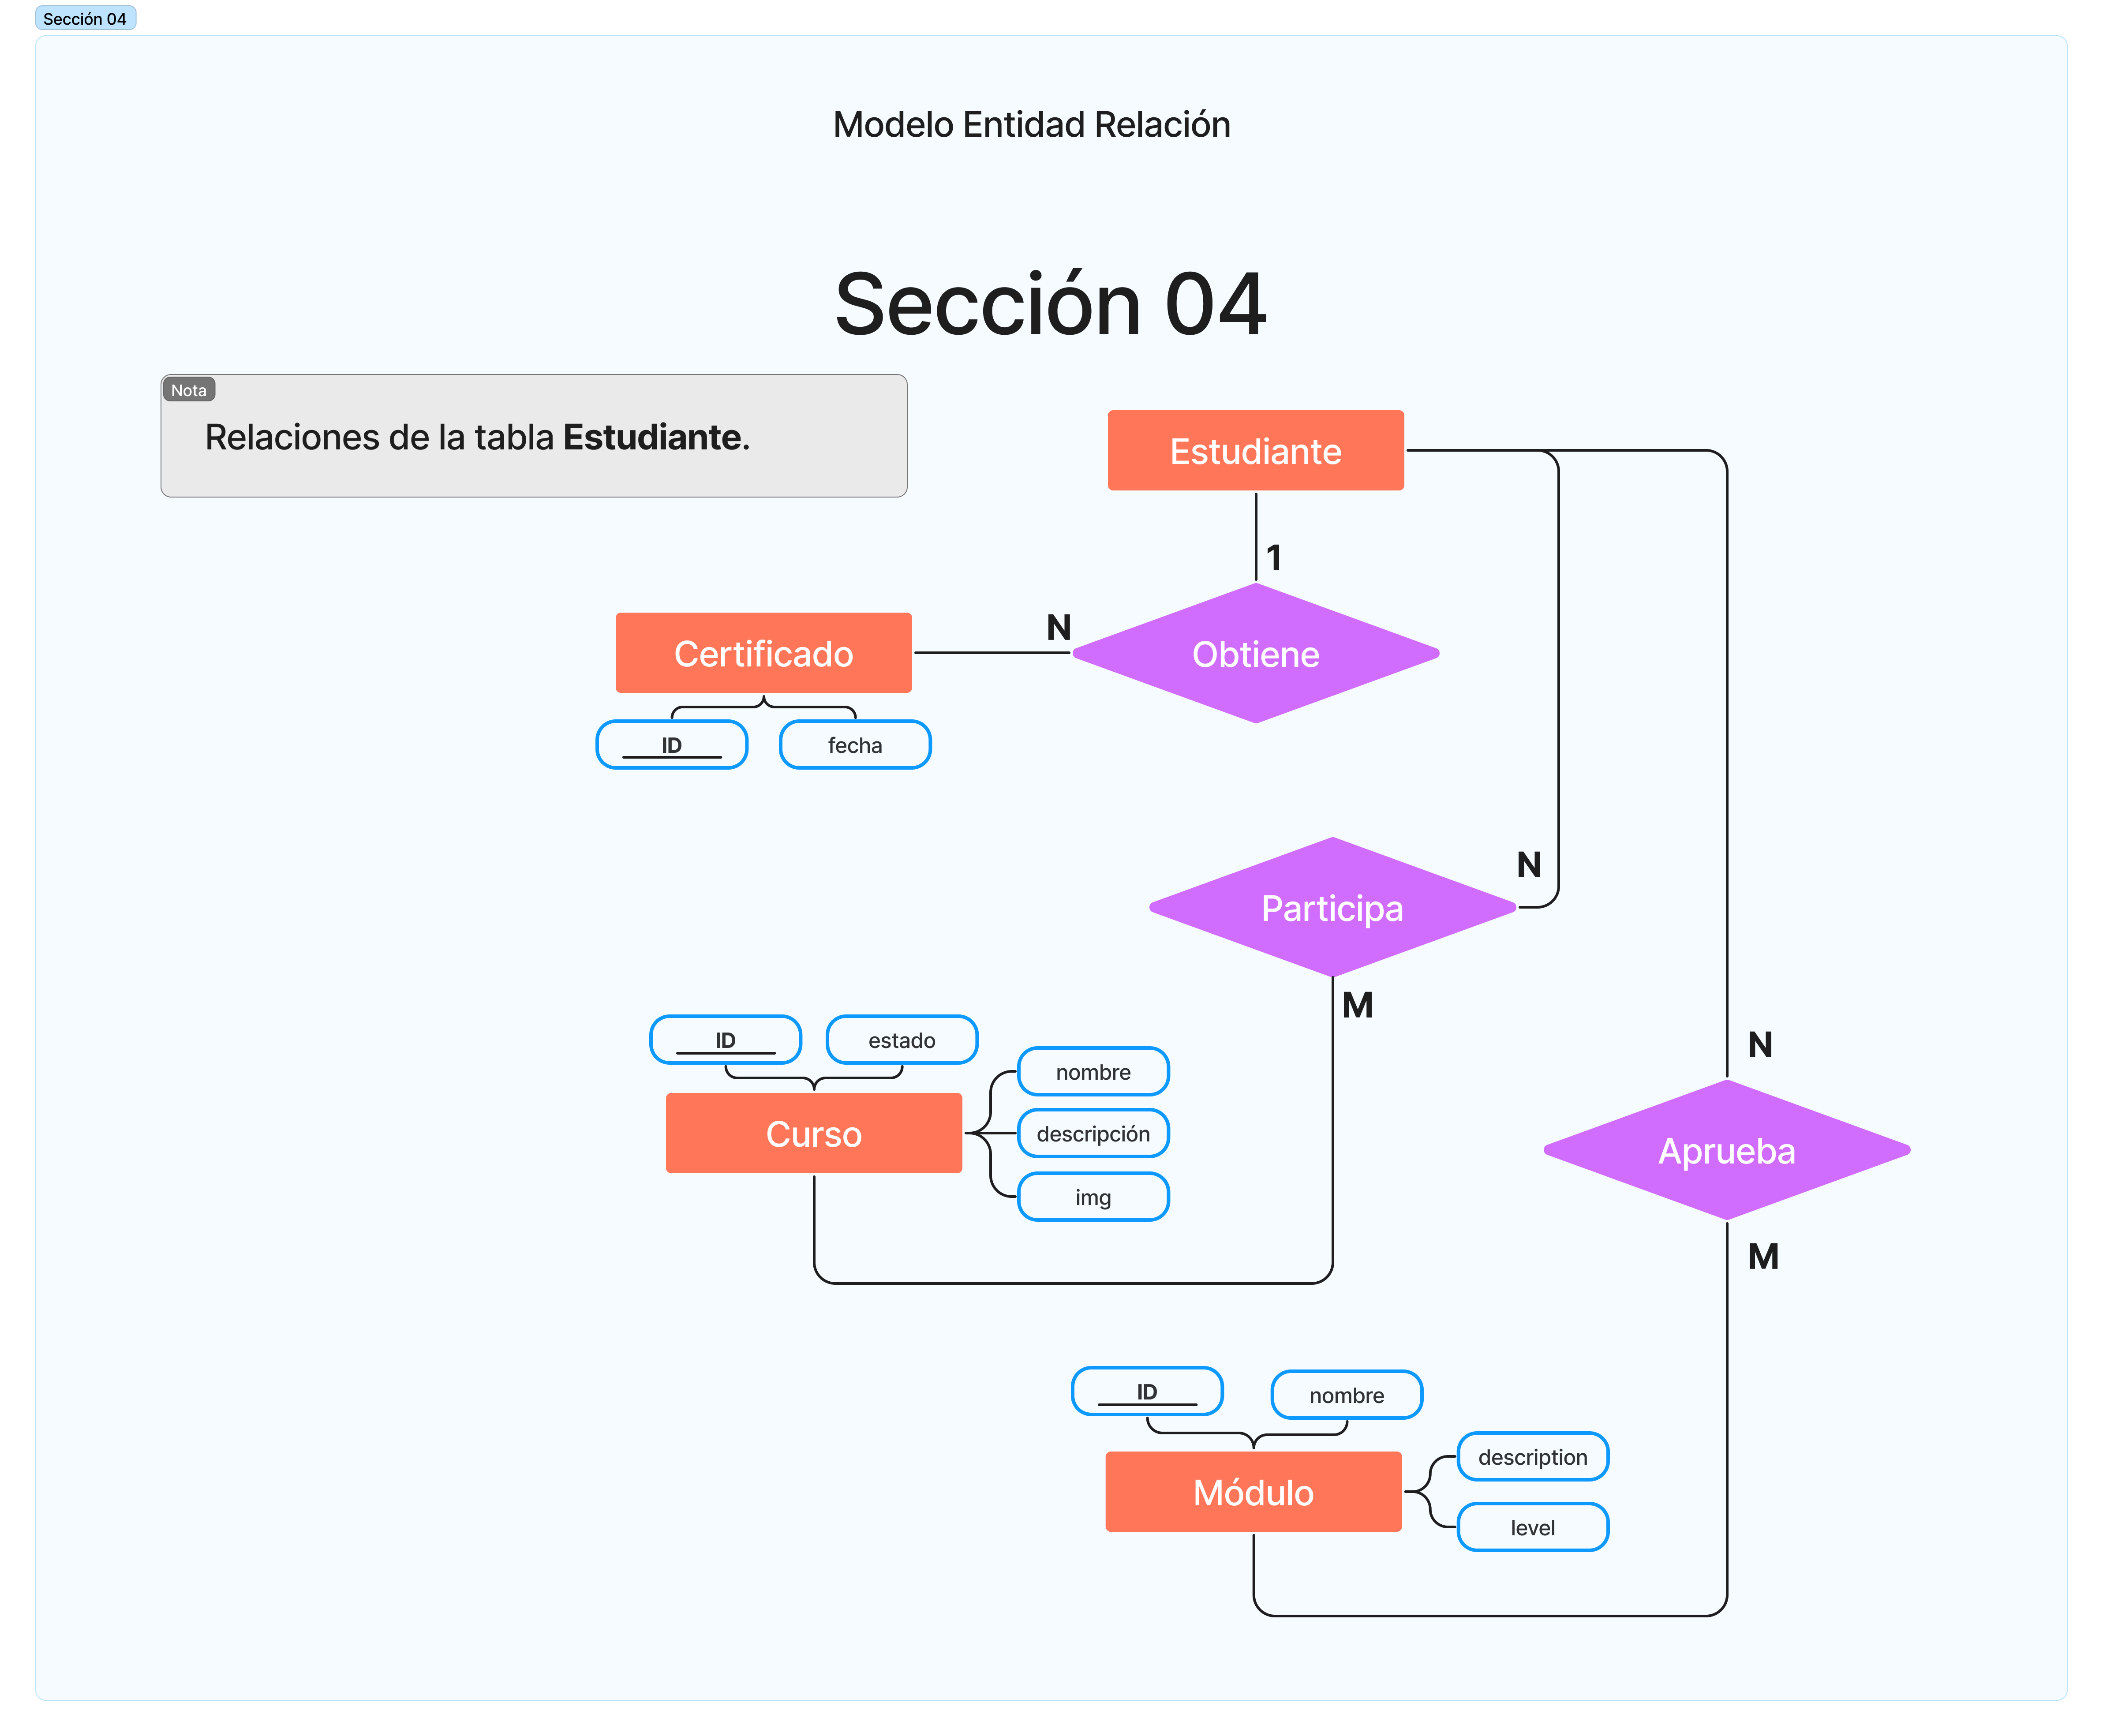 Sección 04
Modelo Entidad Relación
Sección 04
Nota
Relaciones de la tabla Estudiante.
Estudiante
1
N
Certificado
Obtiene
ID
fecha
N
Participa
M
ID
estado
nombre
Curso
descripción
img
N
Aprueba
M
ID
nombre
description
Módulo
level